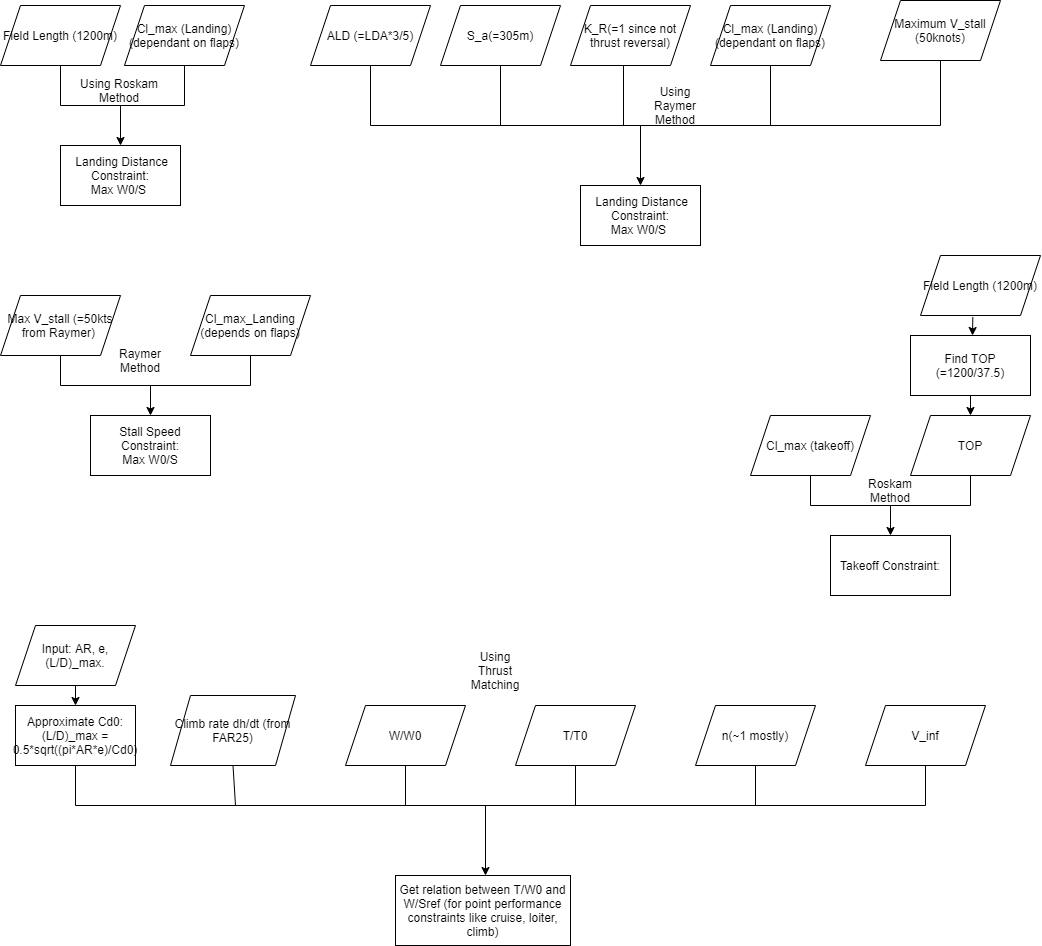 Field Length (1200m)
Cl_max (Landing)
(dependant on flaps)
Using Roskam
Method
Landing Distance
Constraint:
Max W0/S
ALD (=LDA*3/5)
S_a(=305m)
K_R(=1 since not
thrust reversal)
Cl_max (Landing)
(dependant on flaps)
Maximum V_stall
(50knots)
Using
Raymer
Method
Landing Distance
Constraint:
Max W0/S
Max V_stall (=50kts
from Raymer)
Cl_max_Landing
(depends on flaps)
Raymer
Method
Stall Speed
Constraint:
Max W0/S
Field Length (1200m)
Find TOP
(=1200/37.5)
Cl_max (takeoff)
TOP
Roskam
Method
Takeoff Constraint:
Input: AR, e,
(L/D)_max.
Approximate Cd0:
(L/D)_max =
0.5*sqrt((pi*AR*e)/Cd0)
Using
Thrust
Matching
Climb rate dh/dt (from
FAR25)
W/W0
T/T0
n(~1 mostly)
V_inf
Get relation between T/W0 and
W/Sref (for point performance
constraints like cruise, loiter,
climb)